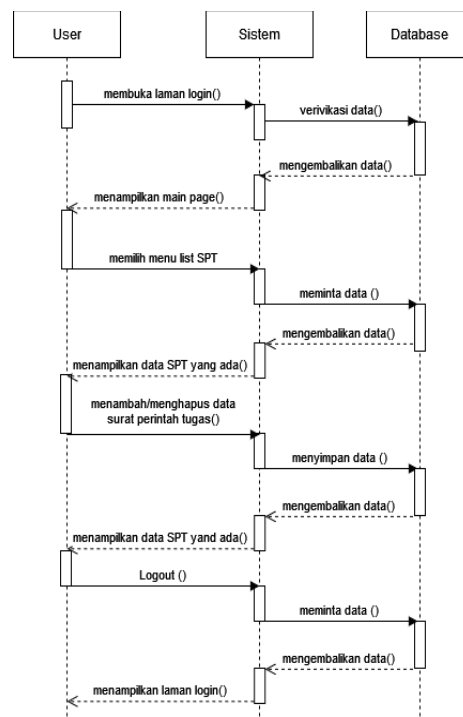 User
Sistem
Database
membuka laman login()
verivikasi data()
mengembalikan data()
menampilkan main page()
memilih menu list SPT
meminta data ()
mengembalikan data()
menampilkan data SPT yang ada()
menambah/menghapus data
surat perintah tugas()
menyimpan data ()
mengembalikan data()
menampilkan data SPT yand ada()
Logout ()
meminta data ()
mengembalikan data()
menampilkan laman login()